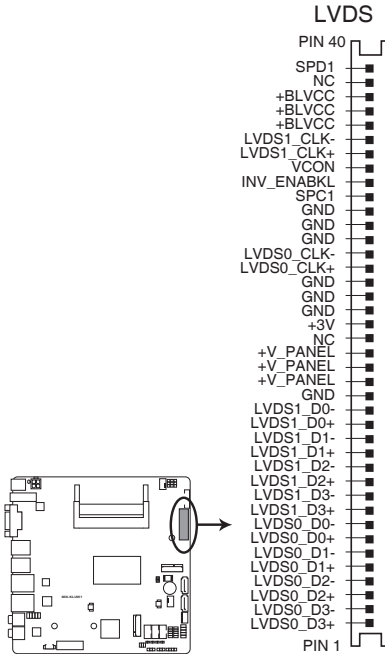 LVDS
PIN 40
SPD1
NC
+BLVCC
+BLVCC
+BLVCC
LVDS1_CLK-
LVDS1_CLK+
VCON
INV_ENABKL
SPC1
GND
GND
GND
LVDS0_CLK-
LVDS0_CLK+
GND
GND
GND
+3V
NC
+V_PANEL
+V_PANEL
+V_PANEL
GND
LVDS1_D0-
LVDS1_D0+
LVDS1_D1-
LVDS1_D1+
LVDS1_D2-
LVDS1_D2+
LVDS1_D3-
LVDS1_D3+
LVDS0_D0-
LVDS0_D0+
LVDS0_D1-
LVDS0_D1+
LVDS0_D2-
LVDS0_D2+
LVDS0_D3-
LVDS0_D3+
PIN 1